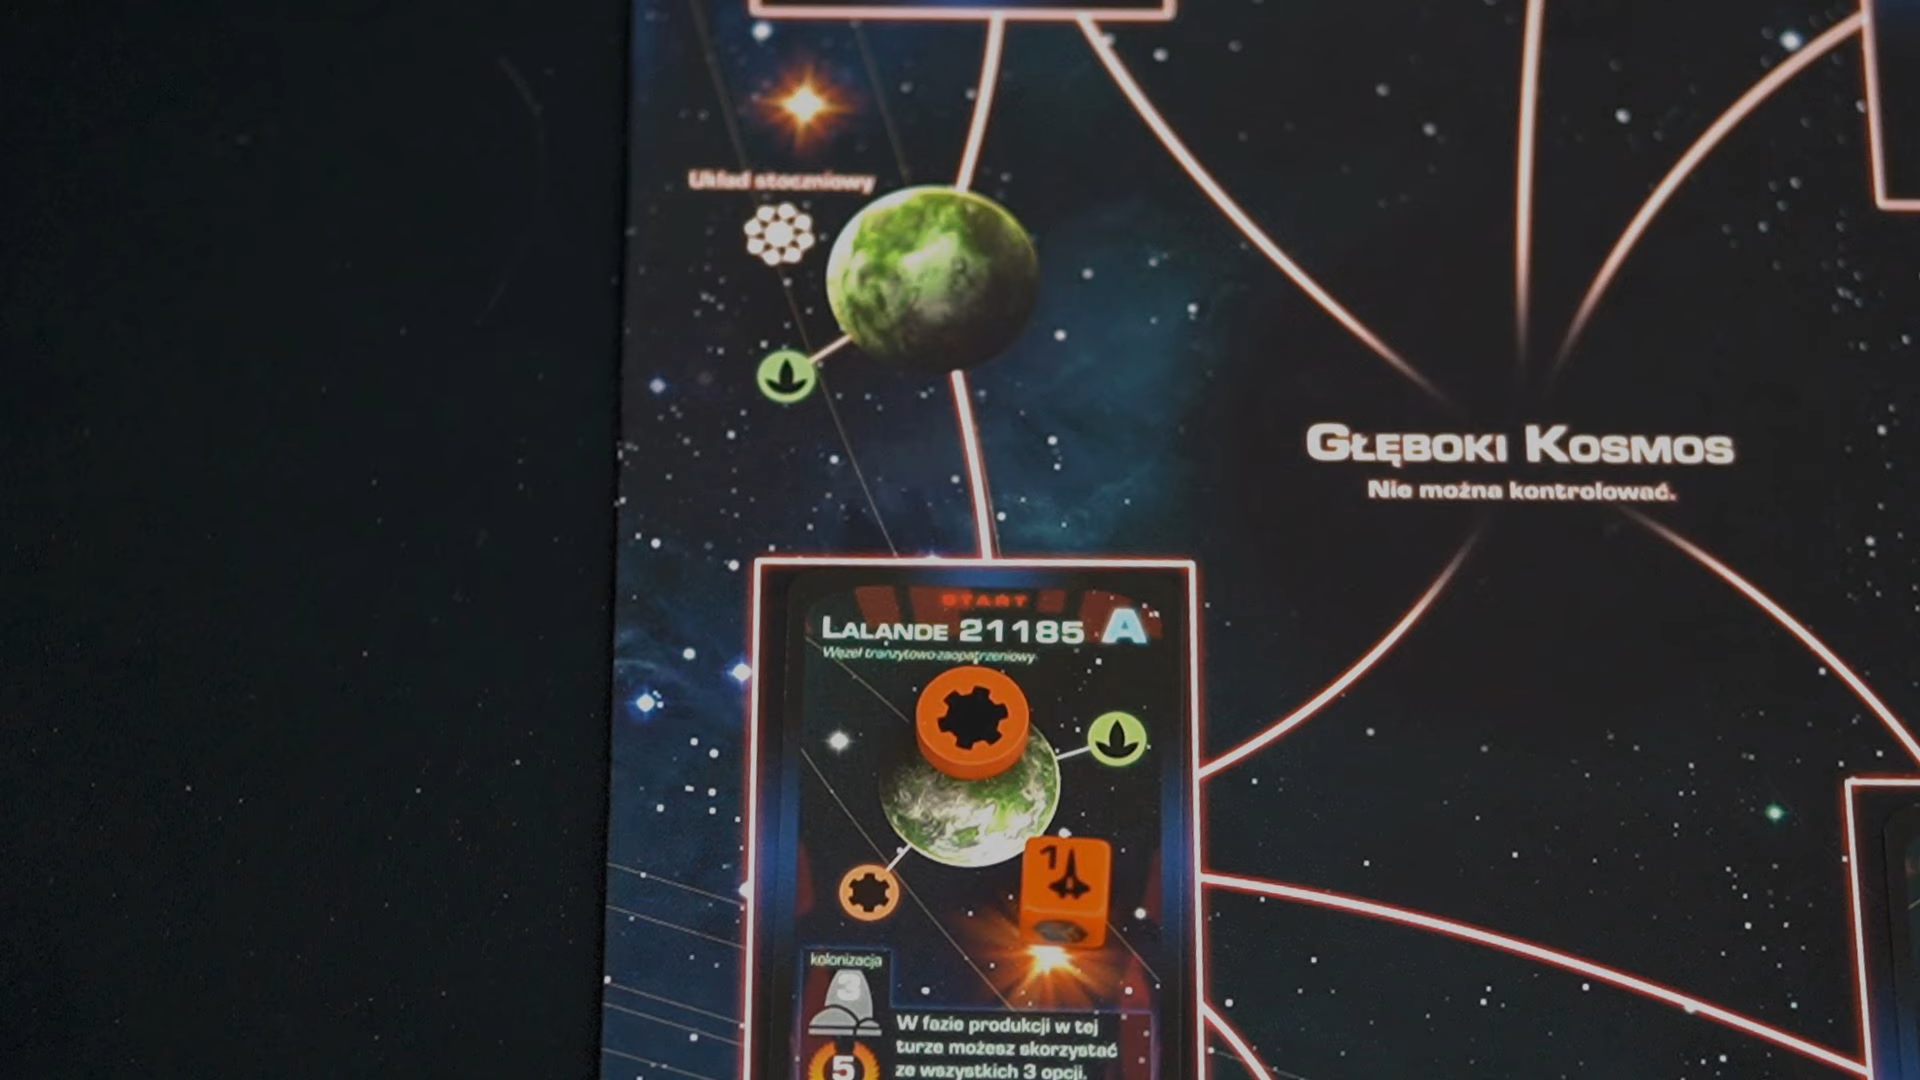 Układ stoczniowy
GŁĘBOKI KOSMOS
Nie można kontrolować.
START
LALANDE 21185 A
Węzeł tranzytowo-zaopatrzeniowy
1
kolonizacja
3
W fazie produkcji w tej
turze możesz skorzystać
5
ze wszystkich 3 opcji.